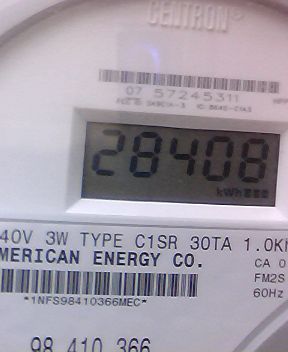 CENTRON®
07 57245311
28408
kWh
40V 3W TYPE C1SR 30TA 1.0K
MERICAN ENERGY CO.
CA 0
FM2S
60Hz
*1NFS98410366MEC*
98 410 366